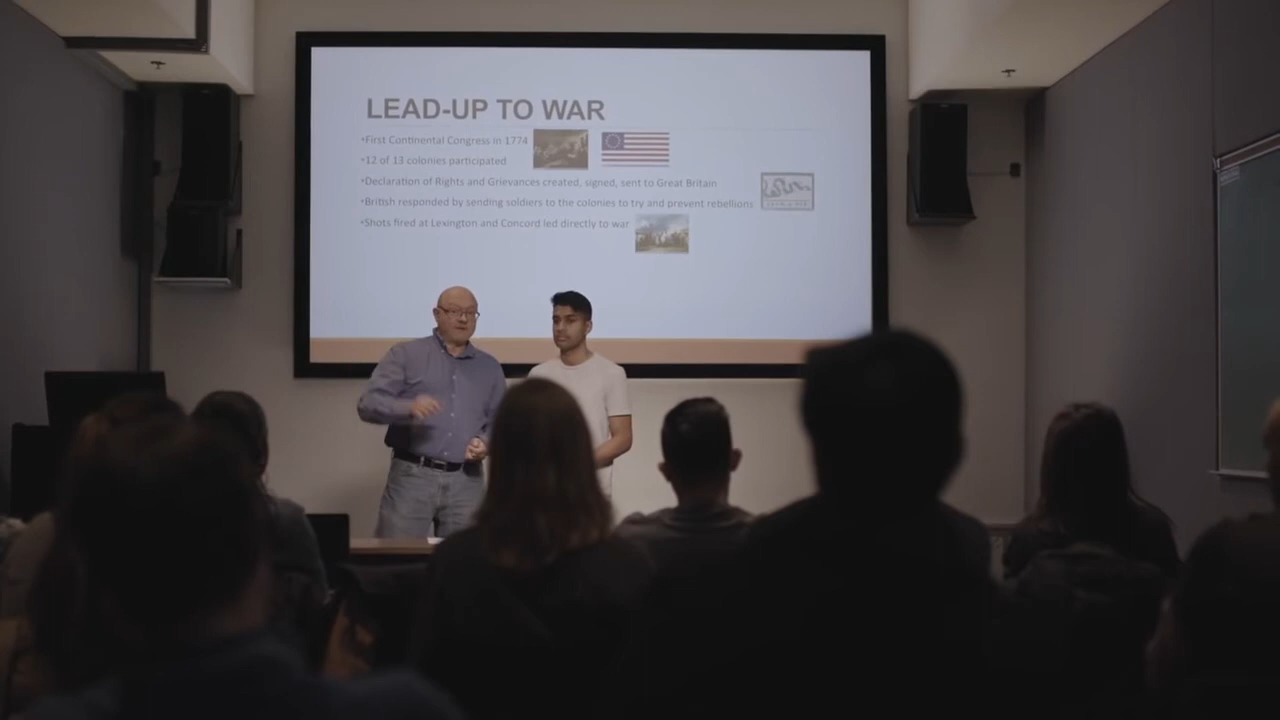 LEAD-UP TO WAR
•First Continental Congress in 1774
•12 of 13 colonies participated
•Declaration of Rights and Grievances created, signed, sent to Great Britain
•British responded by sending soldiers to the colonies to try and prevent rebellions
•Shots fired at Lexington and Concord led directly to war